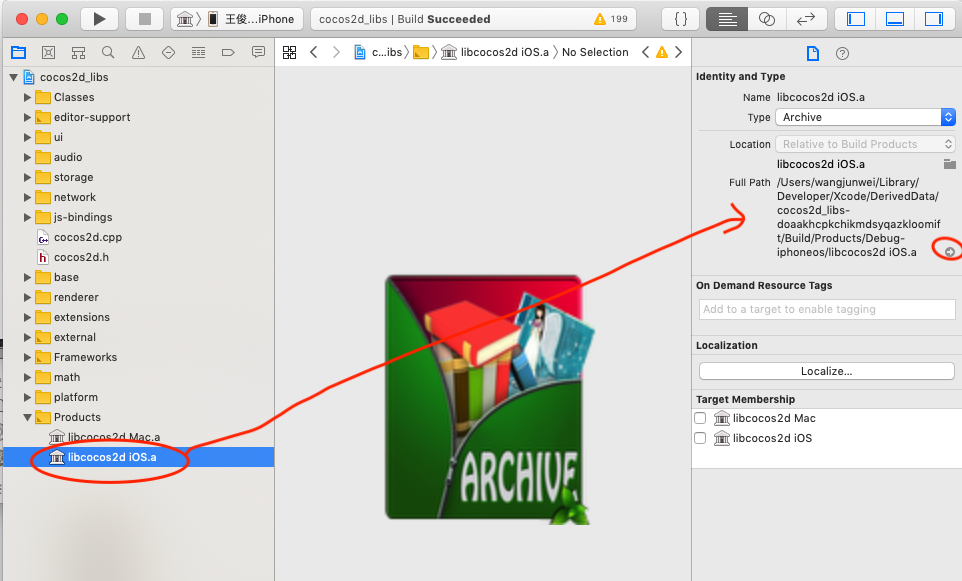 王俊...iPhone
cocos2d_libs | Build Succeeded
199
{ }
c...ibs
libcocos2d iOS.a
No Selection
cocos2d_libs
Classes
editor-support
ui
audio
storage
network
js-bindings
cocos2d.cpp
cocos2d.h
base
renderer
extensions
external
Frameworks
math
platform
Products
libcocos2d Mac.a
libcocos2d iOS.a
ARCHIVE
Identity and Type
Name libcocos2d iOS.a
Type Archive
Location Relative to Build Products
libcocos2d iOS.a
Full Path /Users/wangjunwei/Library/
Developer/Xcode/DerivedData/
cocos2d_libs-
doaakhcpkchikmdsyqazkloomif
t/Build/Products/Debug-
iphoneos/libcocos2d iOS.a
On Demand Resource Tags
Add to a target to enable tagging
Localization
Localize...
Target Membership
libcocos2d Mac
libcocos2d iOS